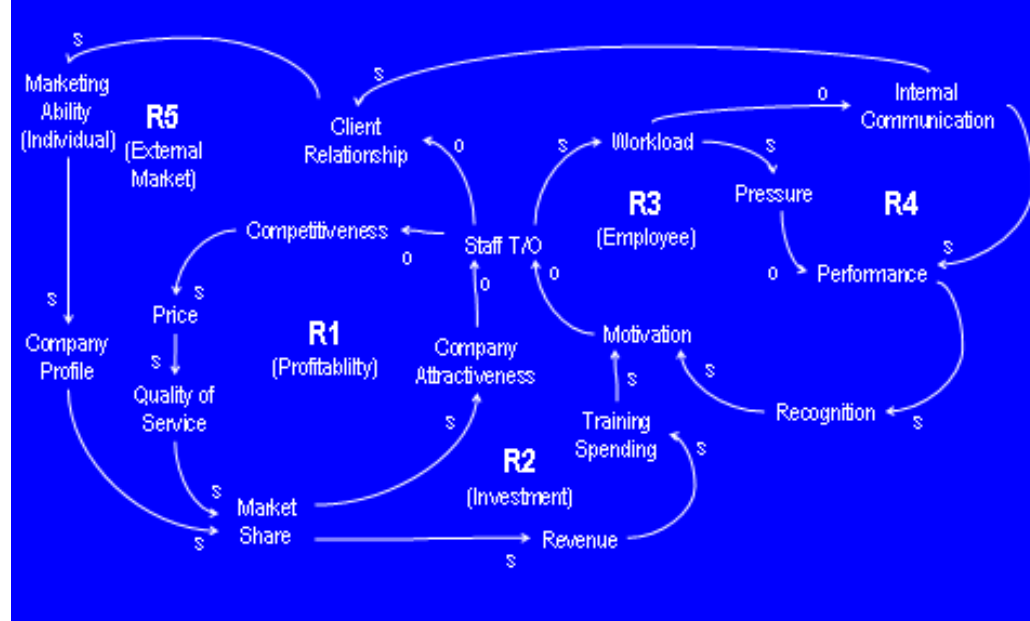 S
S
Marketing
Ability
(Individual)
R5
(External
Market)
Client
Relationship
O
S
Workload
O
Internal
Communication
S
Pressure
R3
(Employee)
R4
Competitiveness
O
Staff T/O
S
O
Performance
S
S
Price
O
O
R1
(Profitablilty)
Company
Profile
Company
Attractiveness
Motivation
S
Quality of
Service
S
S
Recognition
S
S
Training
Spending
S
R2
(Investment)
S
Market
Share
S
S
Revenue